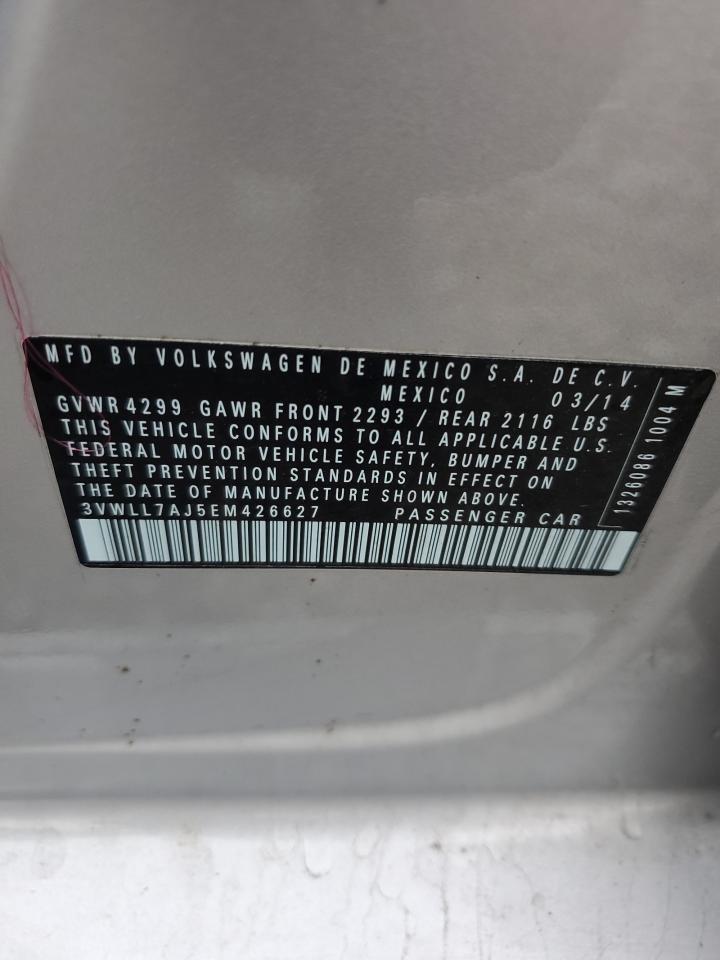 MFD BY VOLKSWAGEN DE MEXICO S.A. DE C.V.
MEXICO 03/14
GVWR 4299 GAWR FRONT 2293 / REAR 2116 LBS
THIS VEHICLE CONFORMS TO ALL APPLICABLE U.S.
FEDERAL MOTOR VEHICLE SAFETY, BUMPER AND
THEFT PREVENTION STANDARDS IN EFFECT ON
THE DATE OF MANUFACTURE SHOWN ABOVE.
3VWLL7AJ5EM426627 PASSENGER CAR
1326086 1004 M